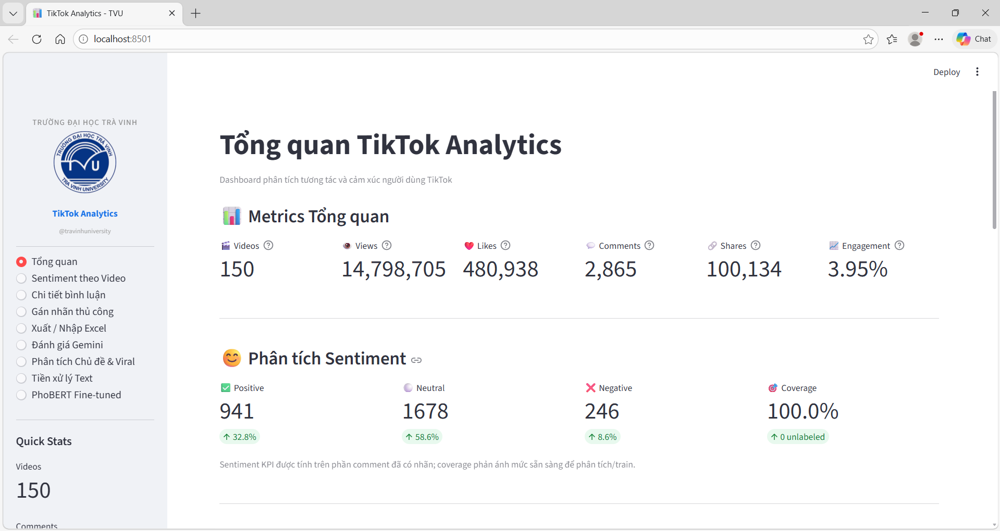 TikTok Analytics - TVU
localhost:8501
Chat
Deploy
TRƯỜNG ĐẠI HỌC TRÀ VINH
TRƯỜNG ĐẠI HỌC TRÀ VINH
TVU
TRA VINH UNIVERSITY
TikTok Analytics
@travinhuniversity
Tổng quan
Sentiment theo Video
Chi tiết bình luận
Gán nhãn thủ công
Xuất / Nhập Excel
Đánh giá Gemini
Phân tích Chủ đề & Viral
Tiền xử lý Text
PhoBERT Fine-tuned
Quick Stats
Videos
150
Comments
Tổng quan TikTok Analytics
Dashboard phân tích tương tác và cảm xúc người dùng TikTok
Metrics Tổng quan
Videos Views Likes Comments Shares Engagement
150 14,798,705 480,938 2,865 100,134 3.95%
Phân tích Sentiment
Positive Neutral Negative Coverage
941 1678 246 100.0%
↑ 32.8% ↑ 58.6% ↑ 8.6% ↑ 0 unlabeled
Sentiment KPI được tính trên phần comment đã có nhãn; coverage phản ánh mức sẵn sàng để phân tích/train.